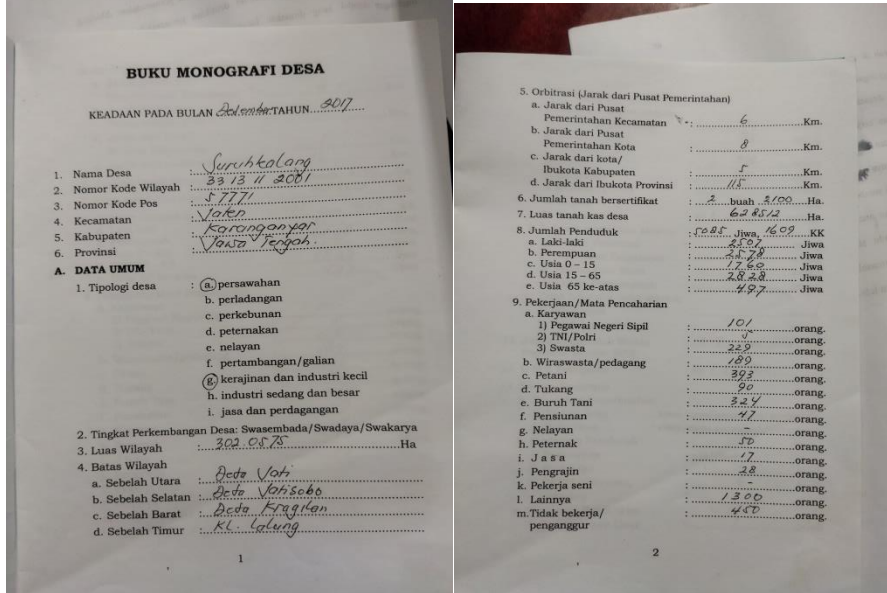 BUKU MONOGRAFI DESA
KEADAAN PADA BULAN Desember TAHUN 2017
1. Nama Desa : Suruhkalang
2. Nomor Kode Wilayah : 33 13 11 2001
3. Nomor Kode Pos : 57771
4. Kecamatan : Jaten
5. Kabupaten : Karanganyar
6. Provinsi : Jawa Tengah.
A. DATA UMUM
1. Tipologi desa : a. persawahan
b. perladangan
c. perkebunan
d. peternakan
e. nelayan
f. pertambangan/galian
g. kerajinan dan industri kecil
h. industri sedang dan besar
i. jasa dan perdagangan
2. Tingkat Perkembangan Desa: Swasembada/Swadaya/Swakarya
3. Luas Wilayah : 302.0575 Ha
4. Batas Wilayah
a. Sebelah Utara : Desa Jati
b. Sebelah Selatan : Desa Jatisobo
c. Sebelah Barat : Desa Kragilan
d. Sebelah Timur : KL. Lalung
1
5. Orbitrasi (Jarak dari Pusat Pemerintahan)
a. Jarak dari Pusat
Pemerintahan Kecamatan : 6 Km.
b. Jarak dari Pusat
Pemerintahan Kota : 8 Km.
c. Jarak dari kota/
Ibukota Kabupaten : 5 Km.
d. Jarak dari Ibukota Provinsi : 115 Km.
6. Jumlah tanah bersertifikat : 2 buah 2100 Ha.
7. Luas tanah kas desa : 628512 Ha.
8. Jumlah Penduduk : 5085 Jiwa, 1609 KK
a. Laki-laki : 2507 Jiwa
b. Perempuan : 2578 Jiwa
c. Usia 0 - 15 : 1760 Jiwa
d. Usia 15 - 65 : 2828 Jiwa
e. Usia 65 ke-atas : 497 Jiwa
9. Pekerjaan/Mata Pencaharian
a. Karyawan
1) Pegawai Negeri Sipil : 101 orang.
2) TNI/Polri : 5 orang.
3) Swasta : 229 orang.
b. Wiraswasta/pedagang : 189 orang.
c. Petani : 393 orang.
d. Tukang : 90 orang.
e. Buruh Tani : 324 orang.
f. Pensiunan : 47 orang.
g. Nelayan : - orang.
h. Peternak : 50 orang.
i. J a s a : 17 orang.
j. Pengrajin : 28 orang.
k. Pekerja seni : - orang.
l. Lainnya : 1300 orang.
m. Tidak bekerja/ : 450 orang.
penganggur
2